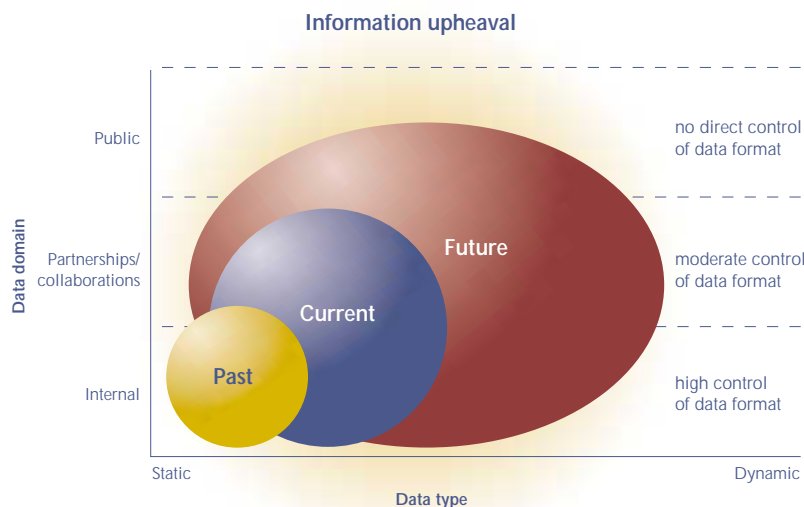 Information upheaval
Public
no direct control
of data format
Data domain
Partnerships/
collaborations
Future
moderate control
of data format
Current
Past
Internal
high control
of data format
Static
Dynamic
Data type